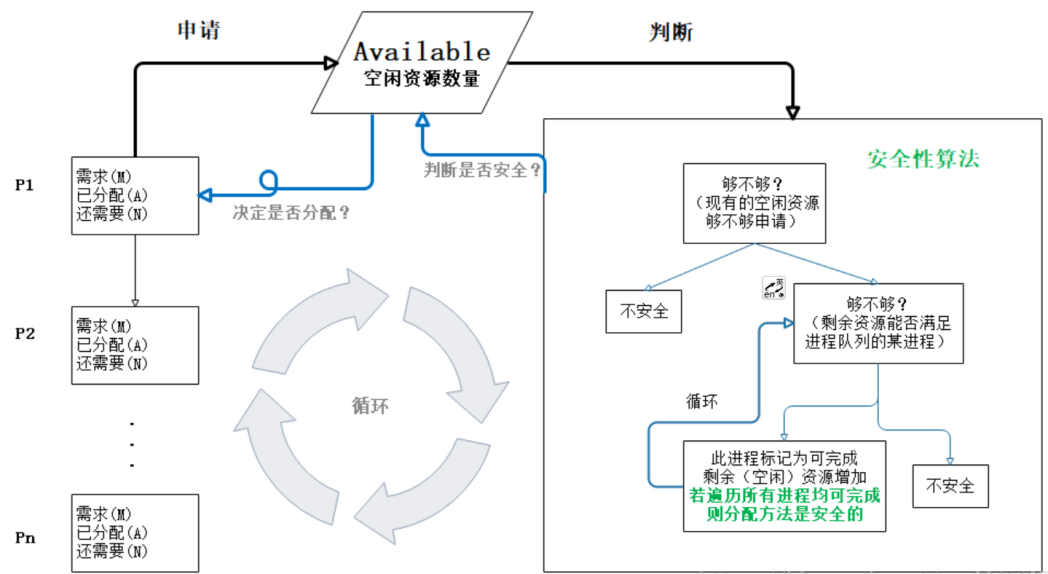 申请
Available
空闲资源数量
判断
判断是否安全？
决定是否分配？
P1
需求(M)
已分配(A)
还需要(N)
P2
需求(M)
已分配(A)
还需要(N)
.
.
.
Pn
需求(M)
已分配(A)
还需要(N)
循环
安全性算法
够不够？
（现有的空闲资源
够不够申请）
不安全
英
en
够不够？
（剩余资源能否满足
进程队列的某进程）
循环
此进程标记为可完成
剩余（空闲）资源增加
若遍历所有进程均可完成
则分配方法是安全的
不安全